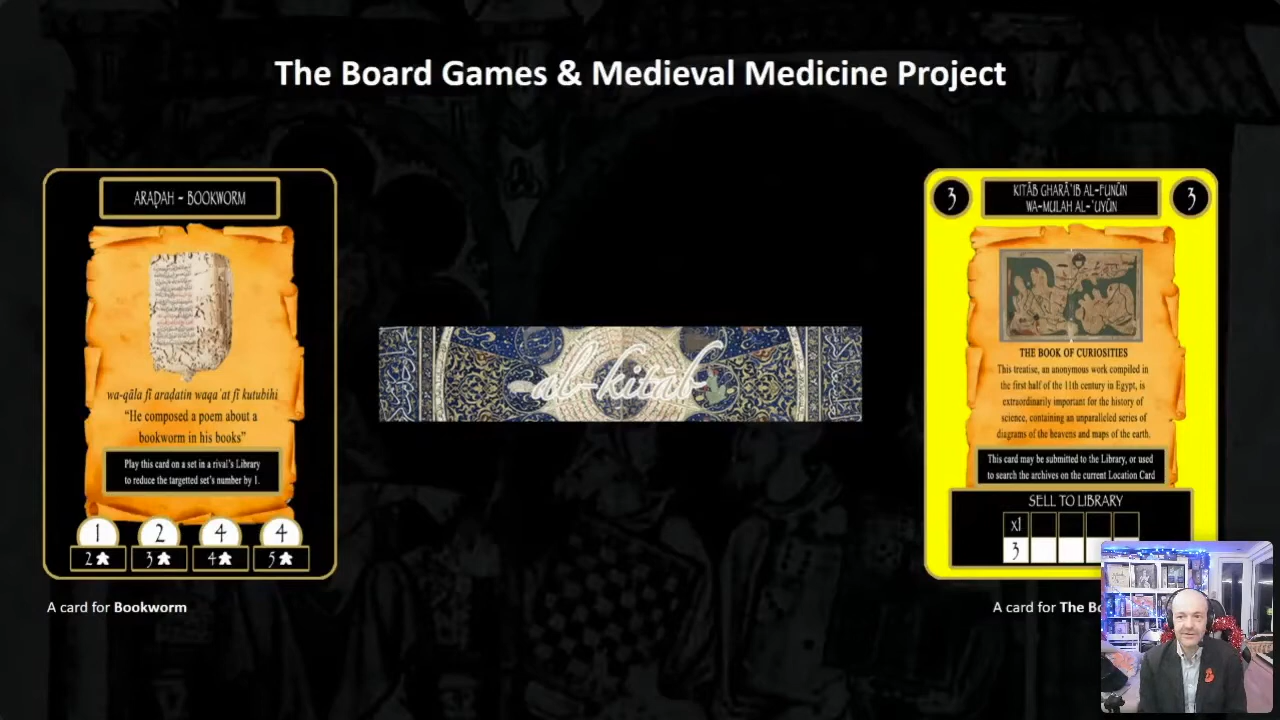 The Board Games & Medieval Medicine Project
ARAḌAH - BOOKWORM
wa-qāla fī araḍatin waqaʿat fī kutubihi
“He composed a poem about a
bookworm in his books”
Play this card on a set in a rival's Library
to reduce the targetted set's number by 1.
1 2 4 4
2 3 4 5
A card for Bookworm
al-kitāb
3
KITĀB GHARĀʾIB AL-FUNŪN
WA-MULAH AL-ʿUYŪN
3
THE BOOK OF CURIOSITIES
This treatise, an anonymous work compiled in
the first half of the 11th century in Egypt, is
extraordinarily important for the history of
science, containing an unparalleled series of
diagrams of the heavens and maps of the earth.
This card may be submitted to the Library, or used
to search the archives on the current Location Card
SELL TO LIBRARY
x1
3
A card for The